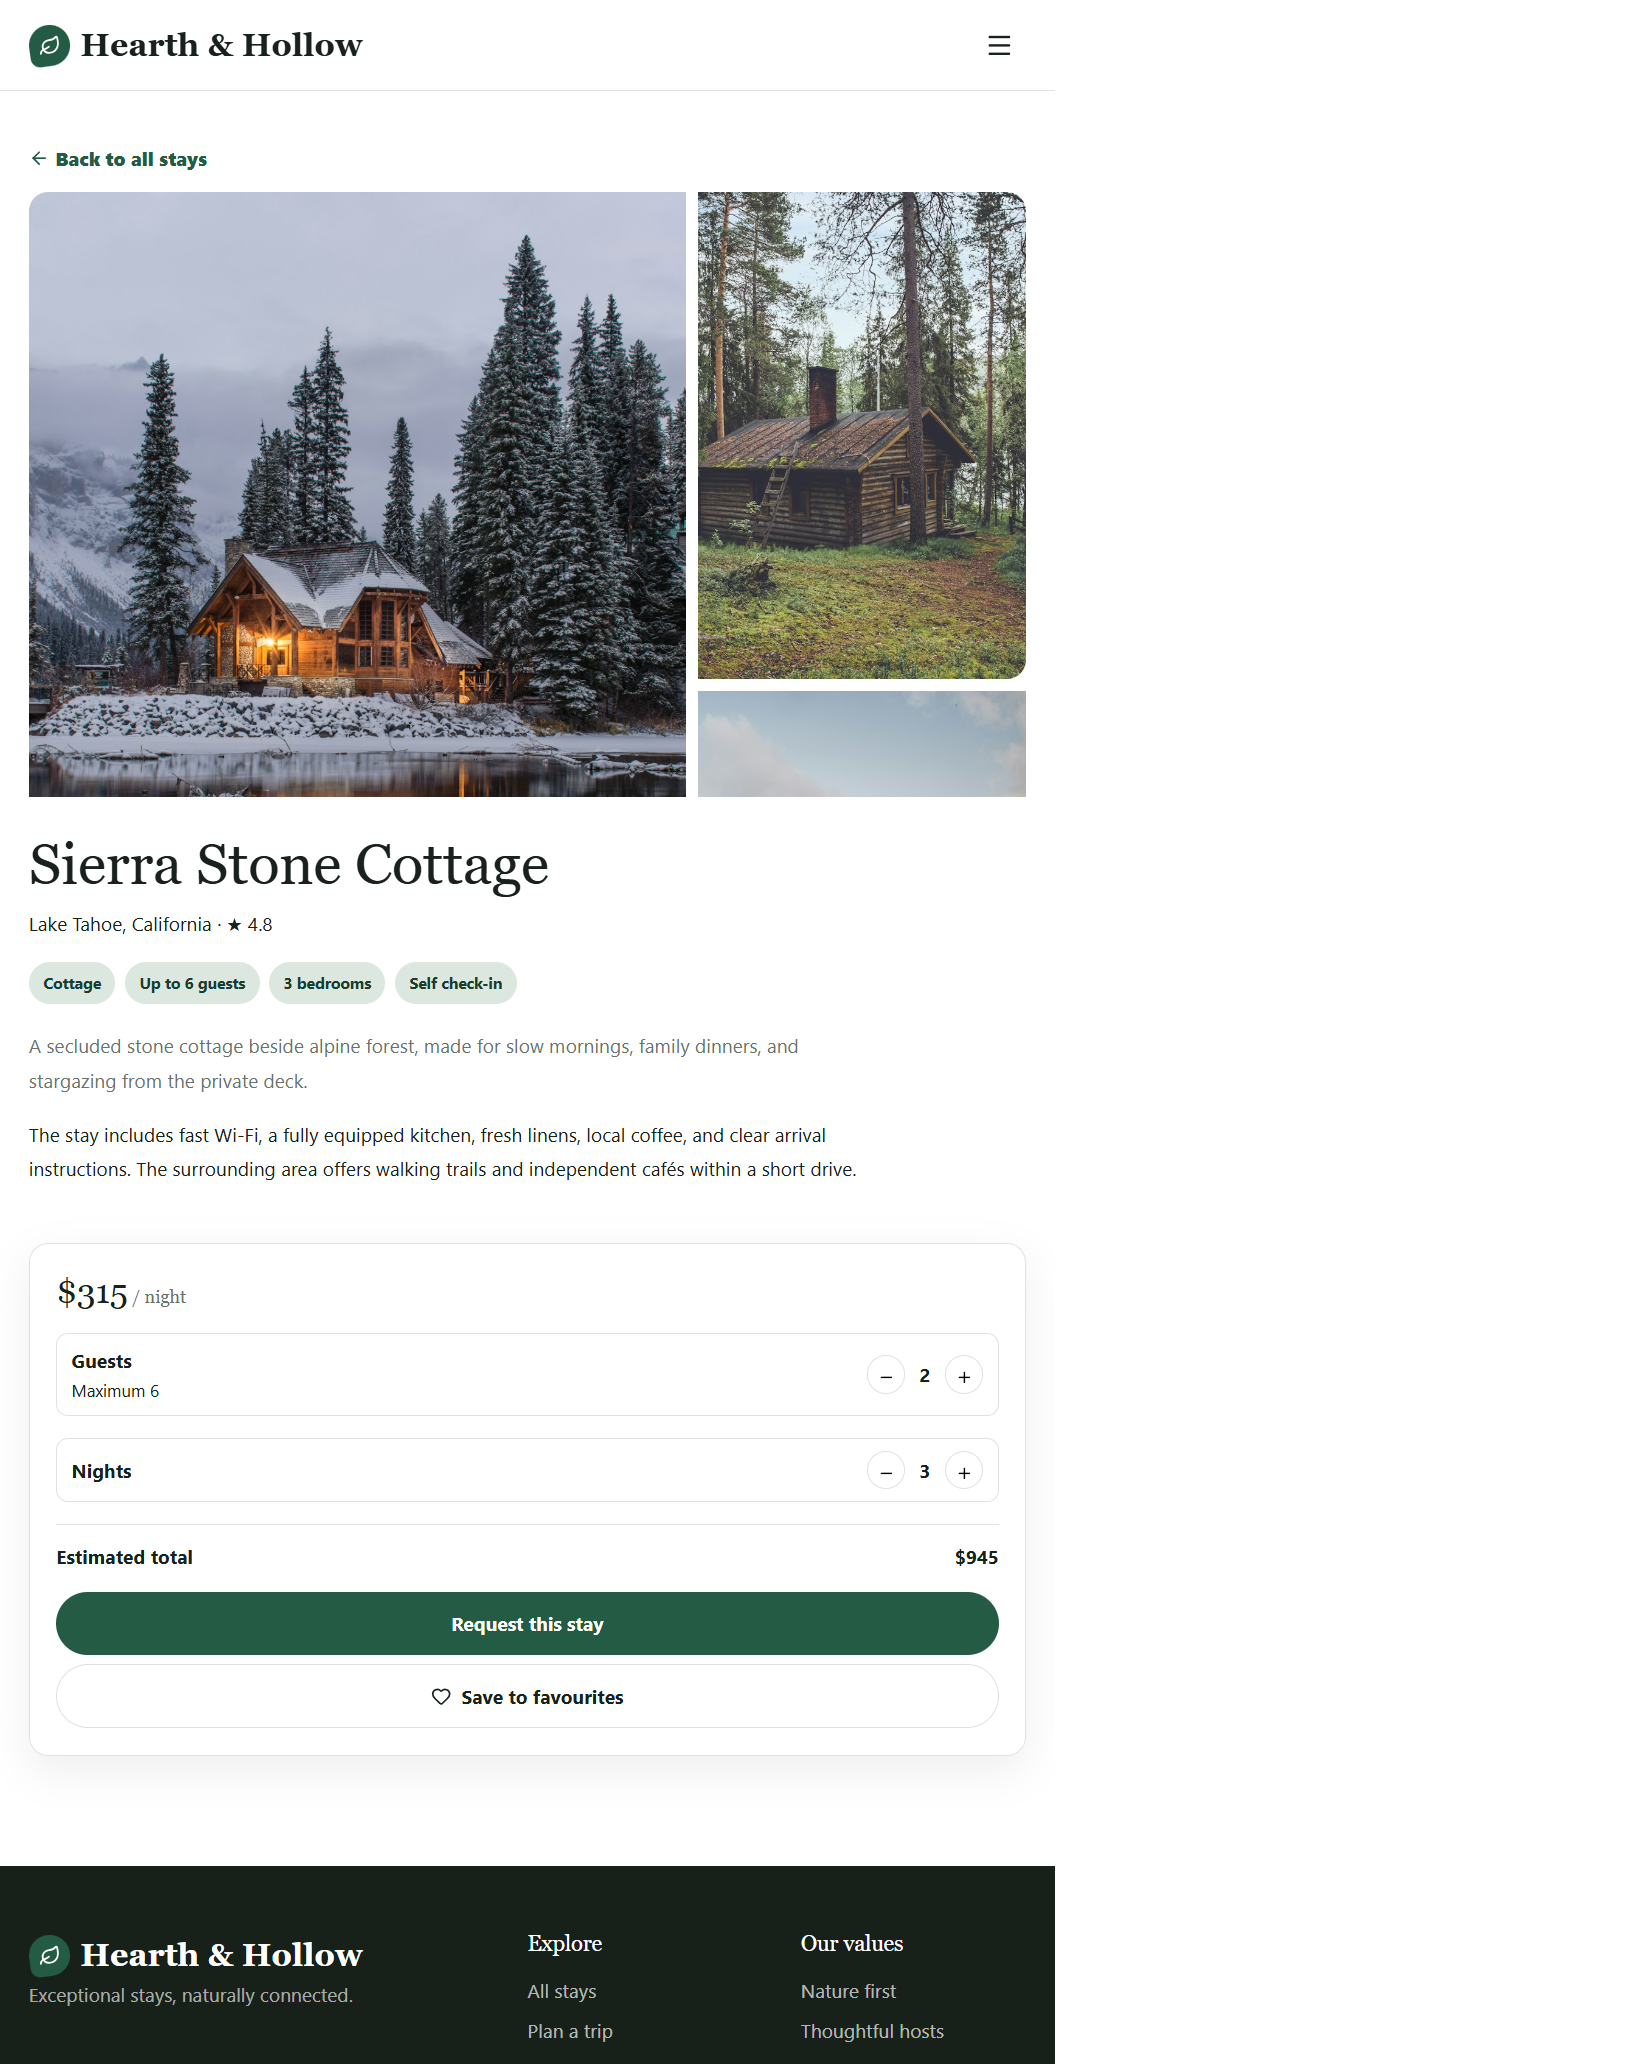 Hearth & Hollow
← Back to all stays
Sierra Stone Cottage
Lake Tahoe, California · ★ 4.8
Cottage
Up to 6 guests
3 bedrooms
Self check-in
A secluded stone cottage beside alpine forest, made for slow mornings, family dinners, and
stargazing from the private deck.
The stay includes fast Wi-Fi, a fully equipped kitchen, fresh linens, local coffee, and clear arrival
instructions. The surrounding area offers walking trails and independent cafés within a short drive.
$315 / night
Guests
Maximum 6
− 2 +
Nights
− 3 +
Estimated total
$945
Request this stay
Save to favourites
Hearth & Hollow
Exceptional stays, naturally connected.
Explore
All stays
Plan a trip
Our values
Nature first
Thoughtful hosts